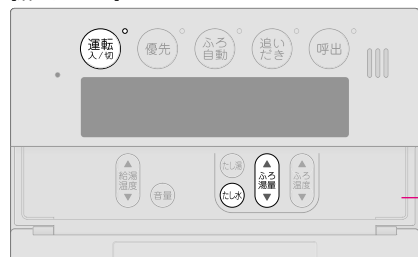 運転
入/切
優先
ふろ
自動
追い
だき
呼出
▲
給湯
温度
▼
音量
たし湯
たし水
▲
ふろ
湯量
▼
▲
ふろ
温度
▼